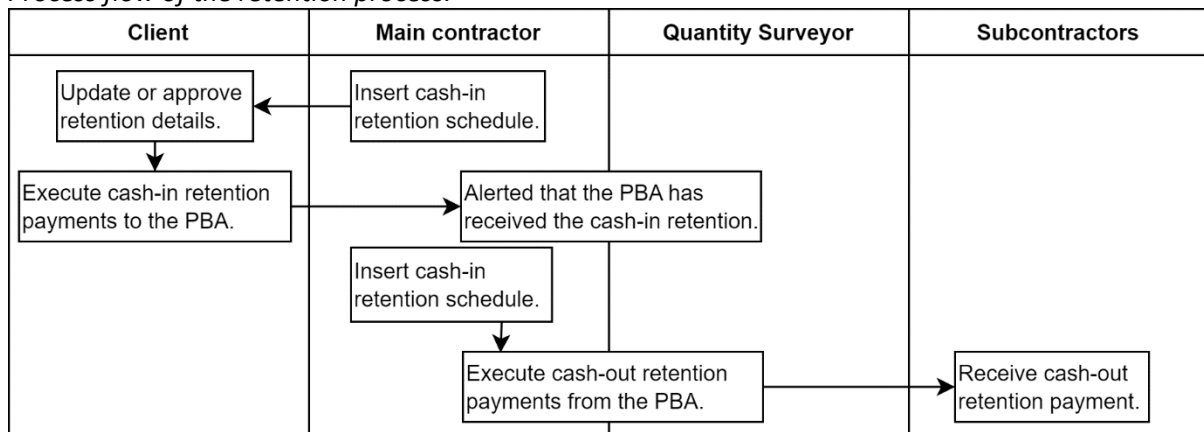 Process flow of the retention process.
Client
Main contractor
Quantity Surveyor
Subcontractors
Update or approve
retention details.
Insert cash-in
retention schedule.
Execute cash-in retention
payments to the PBA.
Alerted that the PBA has
received the cash-in retention.
Insert cash-in
retention schedule.
Execute cash-out retention
payments from the PBA.
Receive cash-out
retention payment.